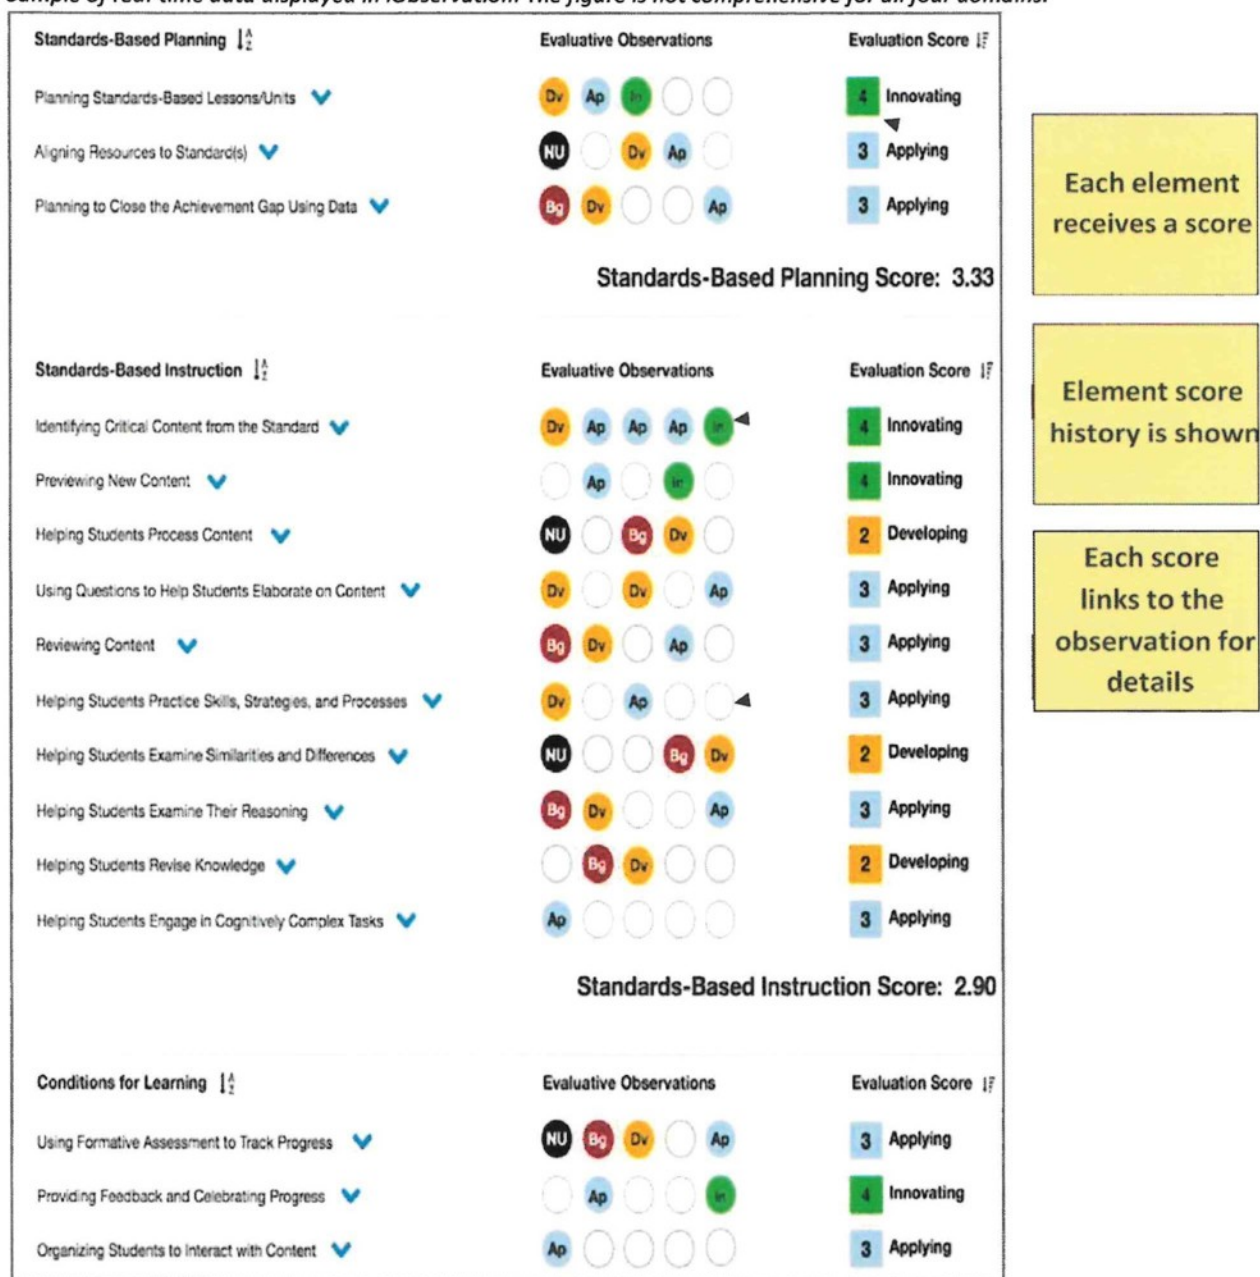 Standards-Based Planning Evaluative Observations Evaluation Score
Planning Standards-Based Lessons/Units Dv Ap In 4 Innovating
Aligning Resources to Standard(s) NU Dv Ap 3 Applying
Planning to Close the Achievement Gap Using Data Bg Dv Ap 3 Applying
Standards-Based Planning Score: 3.33
Standards-Based Instruction Evaluative Observations Evaluation Score
Identifying Critical Content from the Standard Dv Ap Ap Ap In 4 Innovating
Previewing New Content Ap In 4 Innovating
Helping Students Process Content NU Bg Dv 2 Developing
Using Questions to Help Students Elaborate on Content Dv Dv Ap 3 Applying
Reviewing Content Bg Dv Ap 3 Applying
Helping Students Practice Skills, Strategies, and Processes Dv Ap 3 Applying
Helping Students Examine Similarities and Differences NU Bg Dv 2 Developing
Helping Students Examine Their Reasoning Bg Dv Ap 3 Applying
Helping Students Revise Knowledge Bg Dv 2 Developing
Helping Students Engage in Cognitively Complex Tasks Ap 3 Applying
Standards-Based Instruction Score: 2.90
Conditions for Learning Evaluative Observations Evaluation Score
Using Formative Assessment to Track Progress NU Bg Dv Ap 3 Applying
Providing Feedback and Celebrating Progress Ap In 4 Innovating
Organizing Students to Interact with Content Ap 3 Applying
Each element
receives a score
Element score
history is shown
Each score
links to the
observation for
details